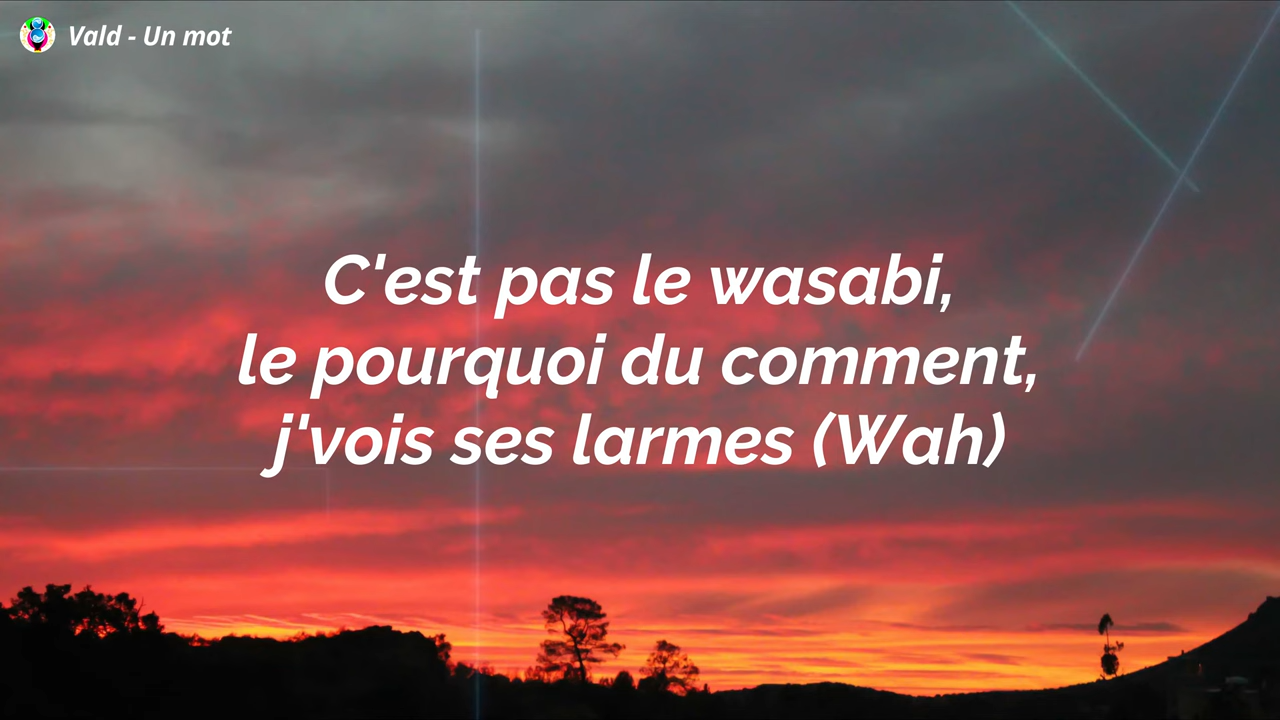 Vald - Un mot
C'est pas le wasabi,
le pourquoi du comment,
j'vois ses larmes (Wah)